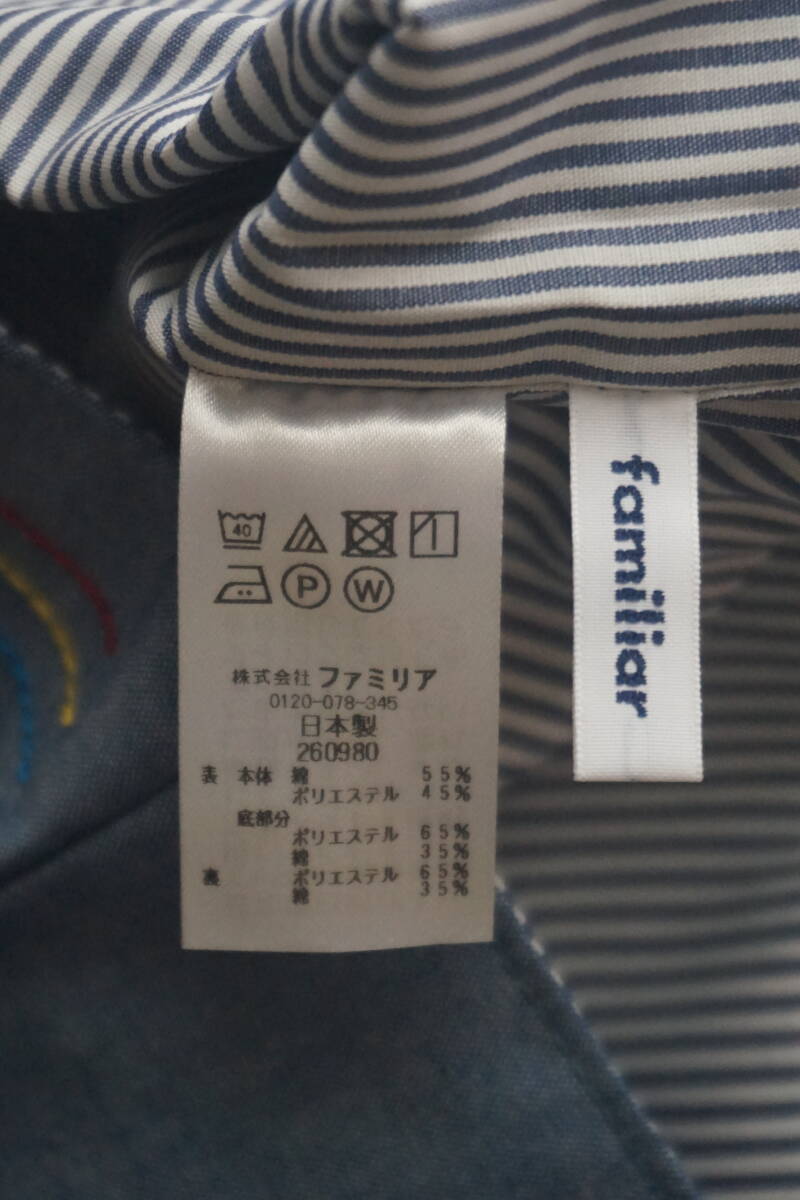 40
P W
株式会社 ファミリア
0120-078-345
日本製
260980
表 本体 綿 55%
ポリエステル 45%
底部分
ポリエステル 65%
綿 35%
裏 ポリエステル 65%
綿 35%
familiar